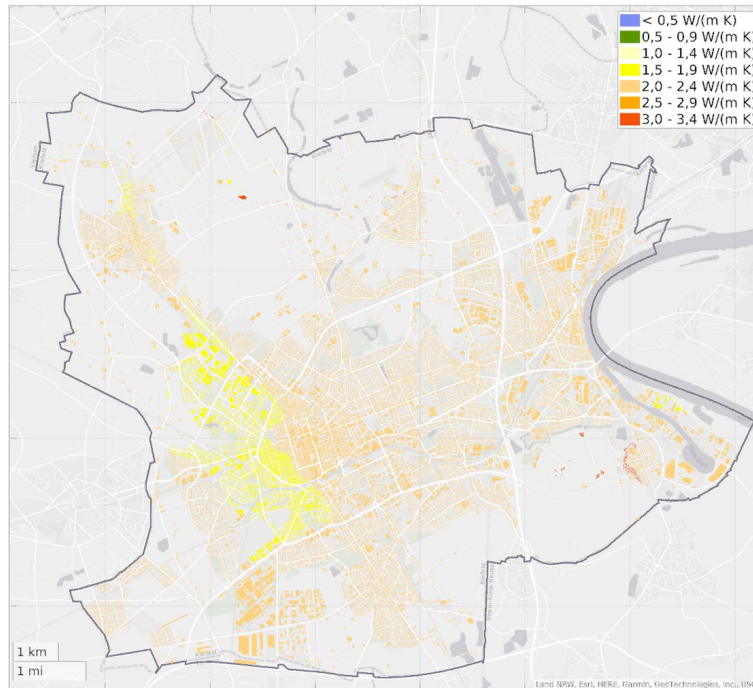 < 0,5 W/(m K)
0,5 - 0,9 W/(m K)
1,0 - 1,4 W/(m K)
1,5 - 1,9 W/(m K)
2,0 - 2,4 W/(m K)
2,5 - 2,9 W/(m K)
3,0 - 3,4 W/(m K)
1 km
1 mi
Land NRW, Esri, HERE, Garmin, GeoTechnologies, Inc., USG